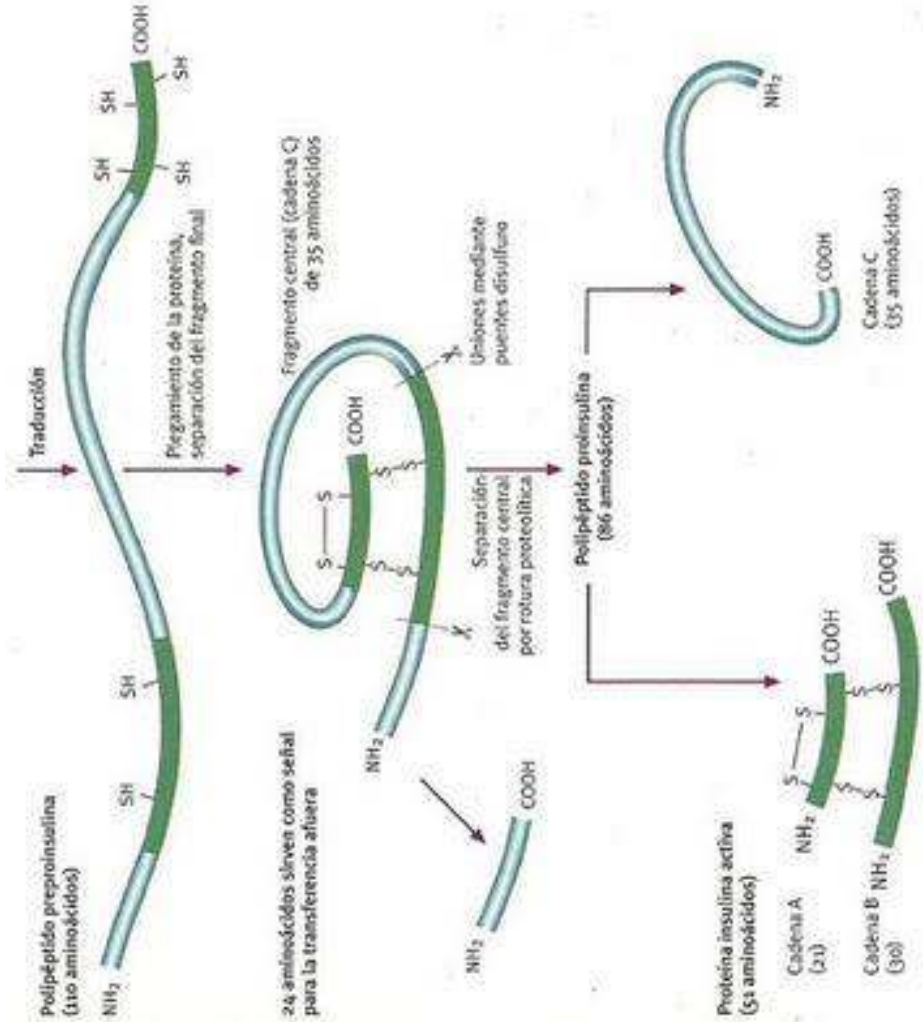 Traducción
Polipéptido preproinsulina
(110 aminoácidos)
NH₂
SH
SH
SH
SH
SH
SH
COOH
Plegamiento de la proteína,
separación del fragmento final
24 aminoácidos sirven como señal
para la transferencia afuera
Fragmento central (cadena C)
de 35 aminoácidos
S
S
COOH
S
S
S
S
NH₂
Separación
del fragmento central
por rotura proteolítica
Uniones mediante
puentes disulfuro
NH₂
COOH
Polipéptido proinsulina
(86 aminoácidos)
Proteína insulina activa
(51 aminoácidos)
Cadena A
(21)
NH₂
S
S
COOH
S
S
S
S
Cadena B
(30)
NH₂
COOH
COOH
NH₂
Cadena C
(35 aminoácidos)